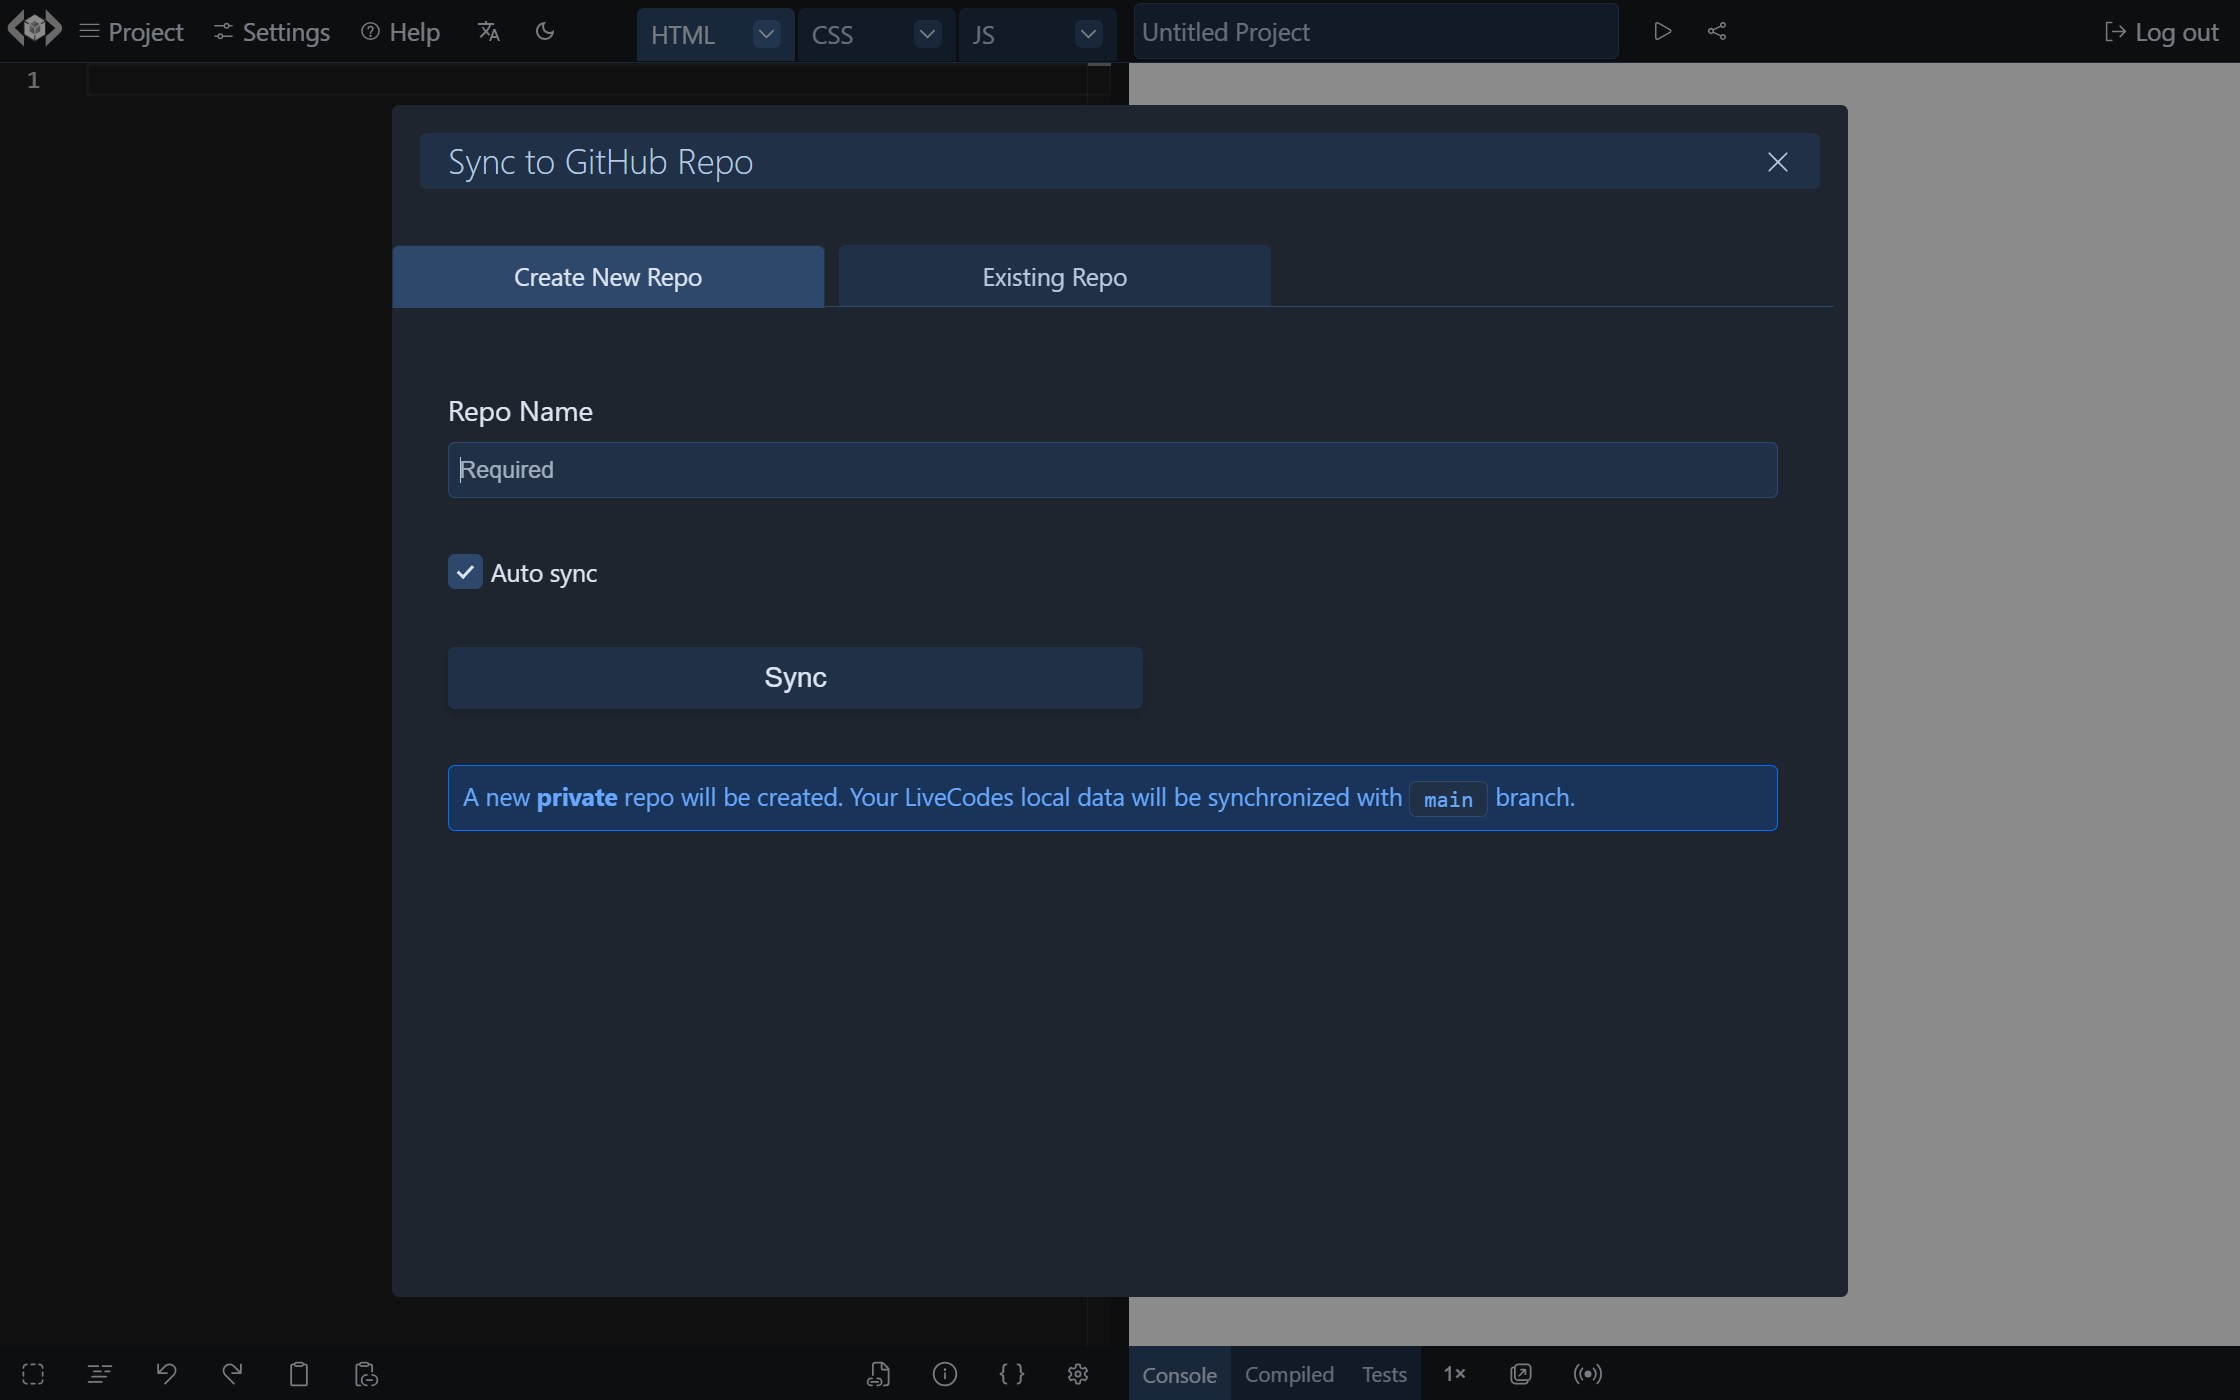 Project Settings Help HTML CSS JS Untitled Project Log out
1
Sync to GitHub Repo
Create New Repo Existing Repo
Repo Name
Required
Auto sync
Sync
A new private repo will be created. Your LiveCodes local data will be synchronized with main branch.
Console Compiled Tests 1×